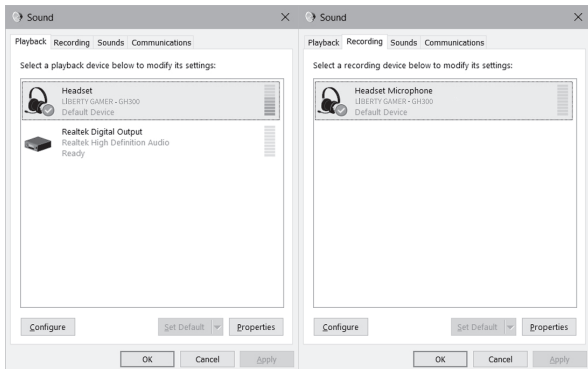 Sound
Playback Recording Sounds Communications
Select a playback device below to modify its settings:
Headset
LIBERTY GAMER - GH300
Default Device
Realtek Digital Output
Realtek High Definition Audio
Ready
Configure
Set Default
Properties
OK
Cancel
Apply
Sound
Playback Recording Sounds Communications
Select a recording device below to modify its settings:
Headset Microphone
LIBERTY GAMER - GH300
Default Device
Configure
Set Default
Properties
OK
Cancel
Apply